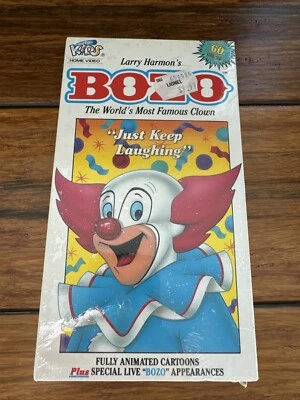 KIDS
HOME VIDEO
Larry Harmon's
60
BOZO
LIONEL
The World's Most Famous Clown
"Just Keep
Laughing"
FULLY ANIMATED CARTOONS
Plus SPECIAL LIVE "BOZO" APPEARANCES